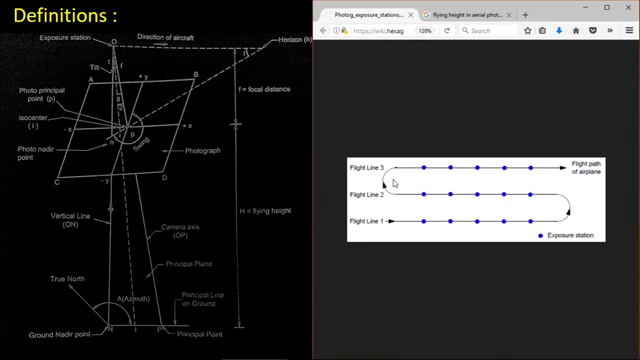 Definitions :
Exposure station
O
Direction of aircraft
Horizon (h)
Tilt
t
f
A
+ y
B
Photo principal
point (p)
isocenter ( i )
f = focal distance
- x
+ x
n
p
Photo nadir
point
Swing
Photograph
C
- y
D
Vertical Line
(ON)
H = flying height
Camera axis
(OP)
Principal Plane
True North
A(Azimuth)
Principal Line
on Ground
Ground Nadir point
N
I
P
Principal Point
Photog_exposure_stations
flying height in aerial phot
https://wiki.hexag
120%
Flight Line 3
Flight path
of airplane
Flight Line 2
Flight Line 1
Exposure station